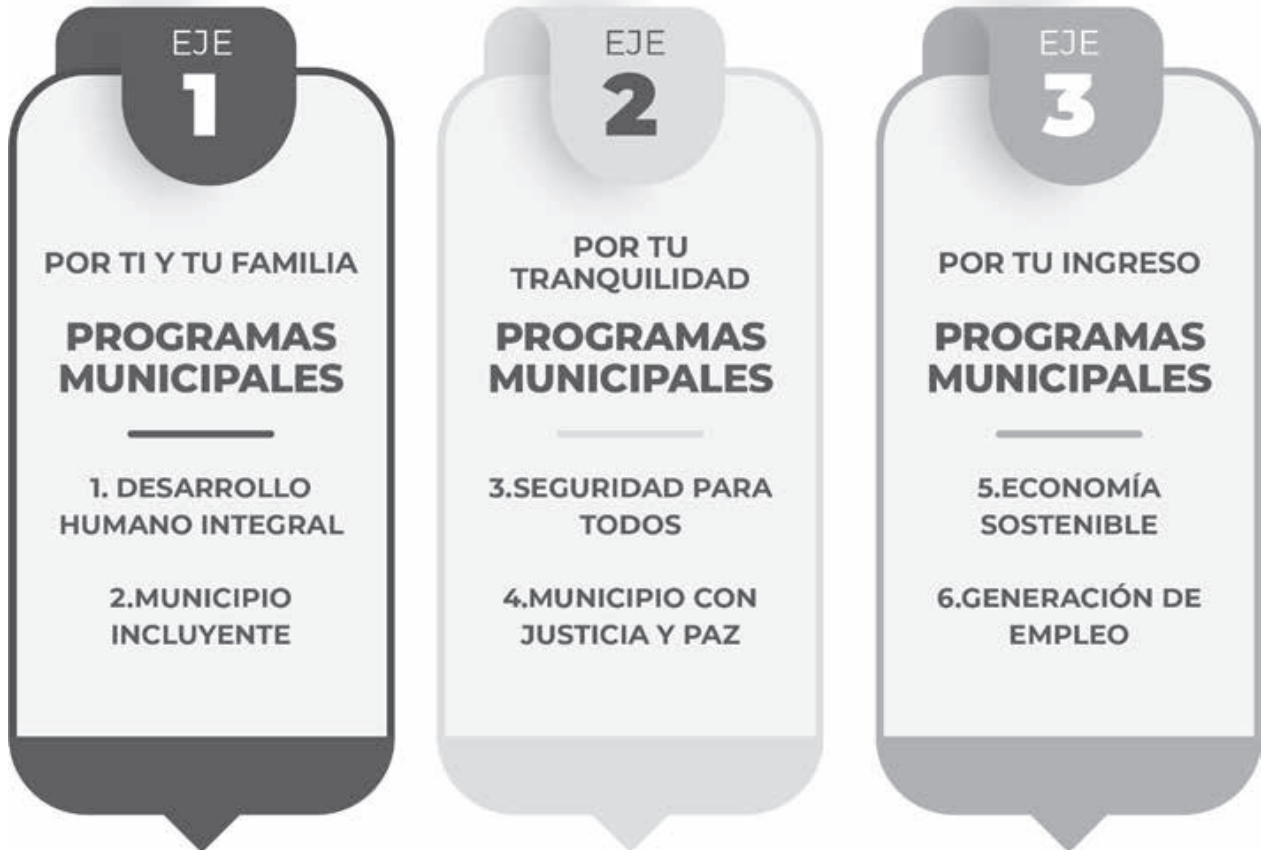 EJE
1
POR TI Y TU FAMILIA
PROGRAMAS
MUNICIPALES
1. DESARROLLO
HUMANO INTEGRAL
2.MUNICIPIO
INCLUYENTE
EJE
2
POR TU
TRANQUILIDAD
PROGRAMAS
MUNICIPALES
3.SEGURIDAD PARA
TODOS
4.MUNICIPIO CON
JUSTICIA Y PAZ
EJE
3
POR TU INGRESO
PROGRAMAS
MUNICIPALES
5.ECONOMÍA
SOSTENIBLE
6.GENERACIÓN DE
EMPLEO